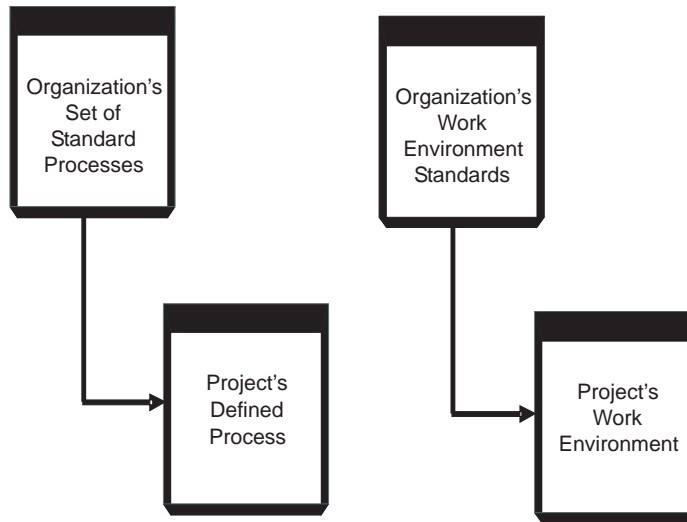 Organization’s
Set of
Standard
Processes
Organization’s
Work
Environment
Standards
Project’s
Defined
Process
Project’s
Work
Environment